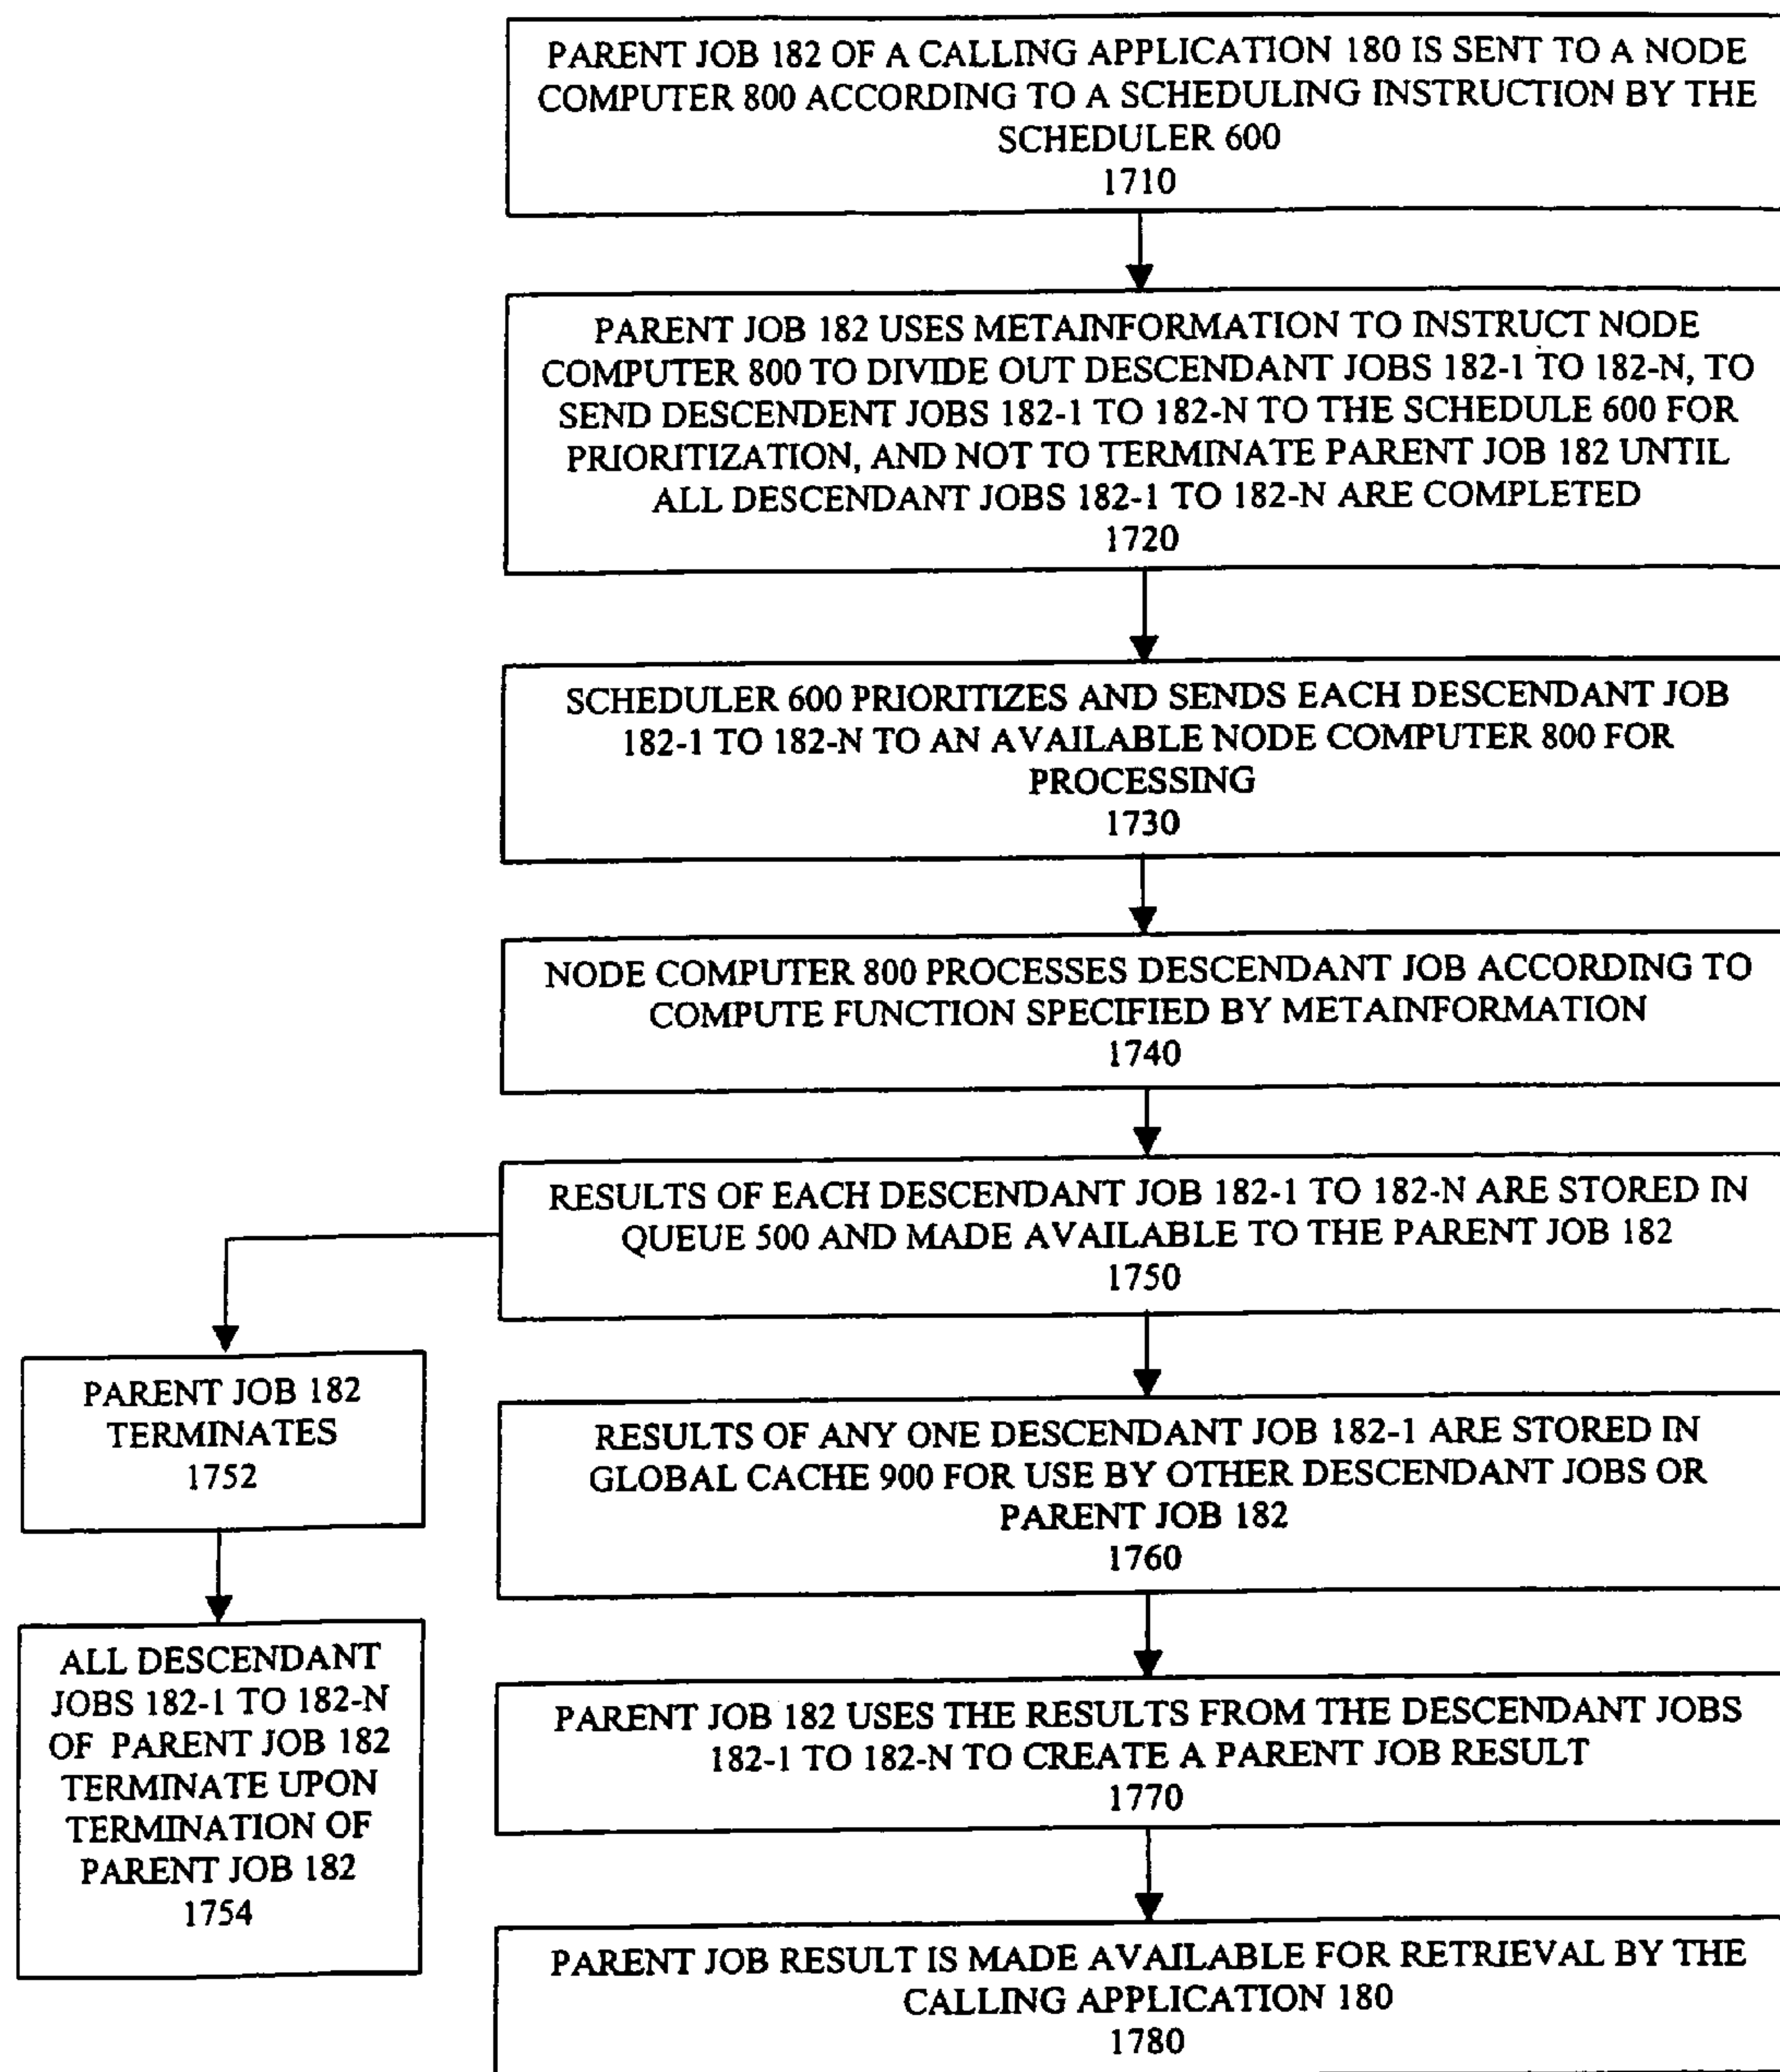 PARENT JOB 182 OF A CALLING APPLICATION 180 IS SENT TO A NODE
COMPUTER 800 ACCORDING TO A SCHEDULING INSTRUCTION BY THE
SCHEDULER 600
1710
PARENT JOB 182 USES METAINFORMATION TO INSTRUCT NODE
COMPUTER 800 TO DIVIDE OUT DESCENDANT JOBS 182-1 TO 182-N, TO
SEND DESCENDENT JOBS 182-1 TO 182-N TO THE SCHEDULE 600 FOR
PRIORITIZATION, AND NOT TO TERMINATE PARENT JOB 182 UNTIL
ALL DESCENDANT JOBS 182-1 TO 182-N ARE COMPLETED
1720
SCHEDULER 600 PRIORITIZES AND SENDS EACH DESCENDANT JOB
182-1 TO 182-N TO AN AVAILABLE NODE COMPUTER 800 FOR
PROCESSING
1730
NODE COMPUTER 800 PROCESSES DESCENDANT JOB ACCORDING TO
COMPUTE FUNCTION SPECIFIED BY METAINFORMATION
1740
RESULTS OF EACH DESCENDANT JOB 182-1 TO 182-N ARE STORED IN
QUEUE 500 AND MADE AVAILABLE TO THE PARENT JOB 182
1750
PARENT JOB 182
TERMINATES
1752
ALL DESCENDANT
JOBS 182-1 TO 182-N
OF PARENT JOB 182
TERMINATE UPON
TERMINATION OF
PARENT JOB 182
1754
RESULTS OF ANY ONE DESCENDANT JOB 182-1 ARE STORED IN
GLOBAL CACHE 900 FOR USE BY OTHER DESCENDANT JOBS OR
PARENT JOB 182
1760
PARENT JOB 182 USES THE RESULTS FROM THE DESCENDANT JOBS
182-1 TO 182-N TO CREATE A PARENT JOB RESULT
1770
PARENT JOB RESULT IS MADE AVAILABLE FOR RETRIEVAL BY THE
CALLING APPLICATION 180
1780